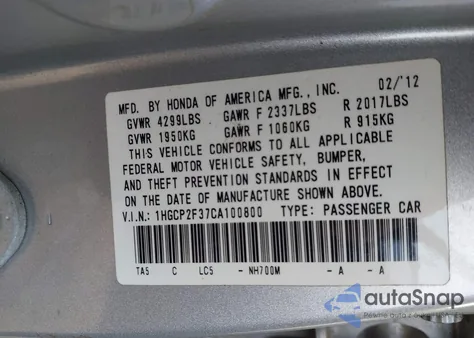 MFD. BY HONDA OF AMERICA MFG., INC. 02/'12
GVWR 4299LBS GAWR F 2337LBS R 2017LBS
GVWR 1950KG GAWR F 1060KG R 915KG
THIS VEHICLE CONFORMS TO ALL APPLICABLE
FEDERAL MOTOR VEHICLE SAFETY, BUMPER,
AND THEFT PREVENTION STANDARDS IN EFFECT
ON THE DATE OF MANUFACTURE SHOWN ABOVE.
V.I.N.: 1HGCP2F37CA100800 TYPE: PASSENGER CAR
TA5 C LC5 - NH700M - A - A
autoSnap